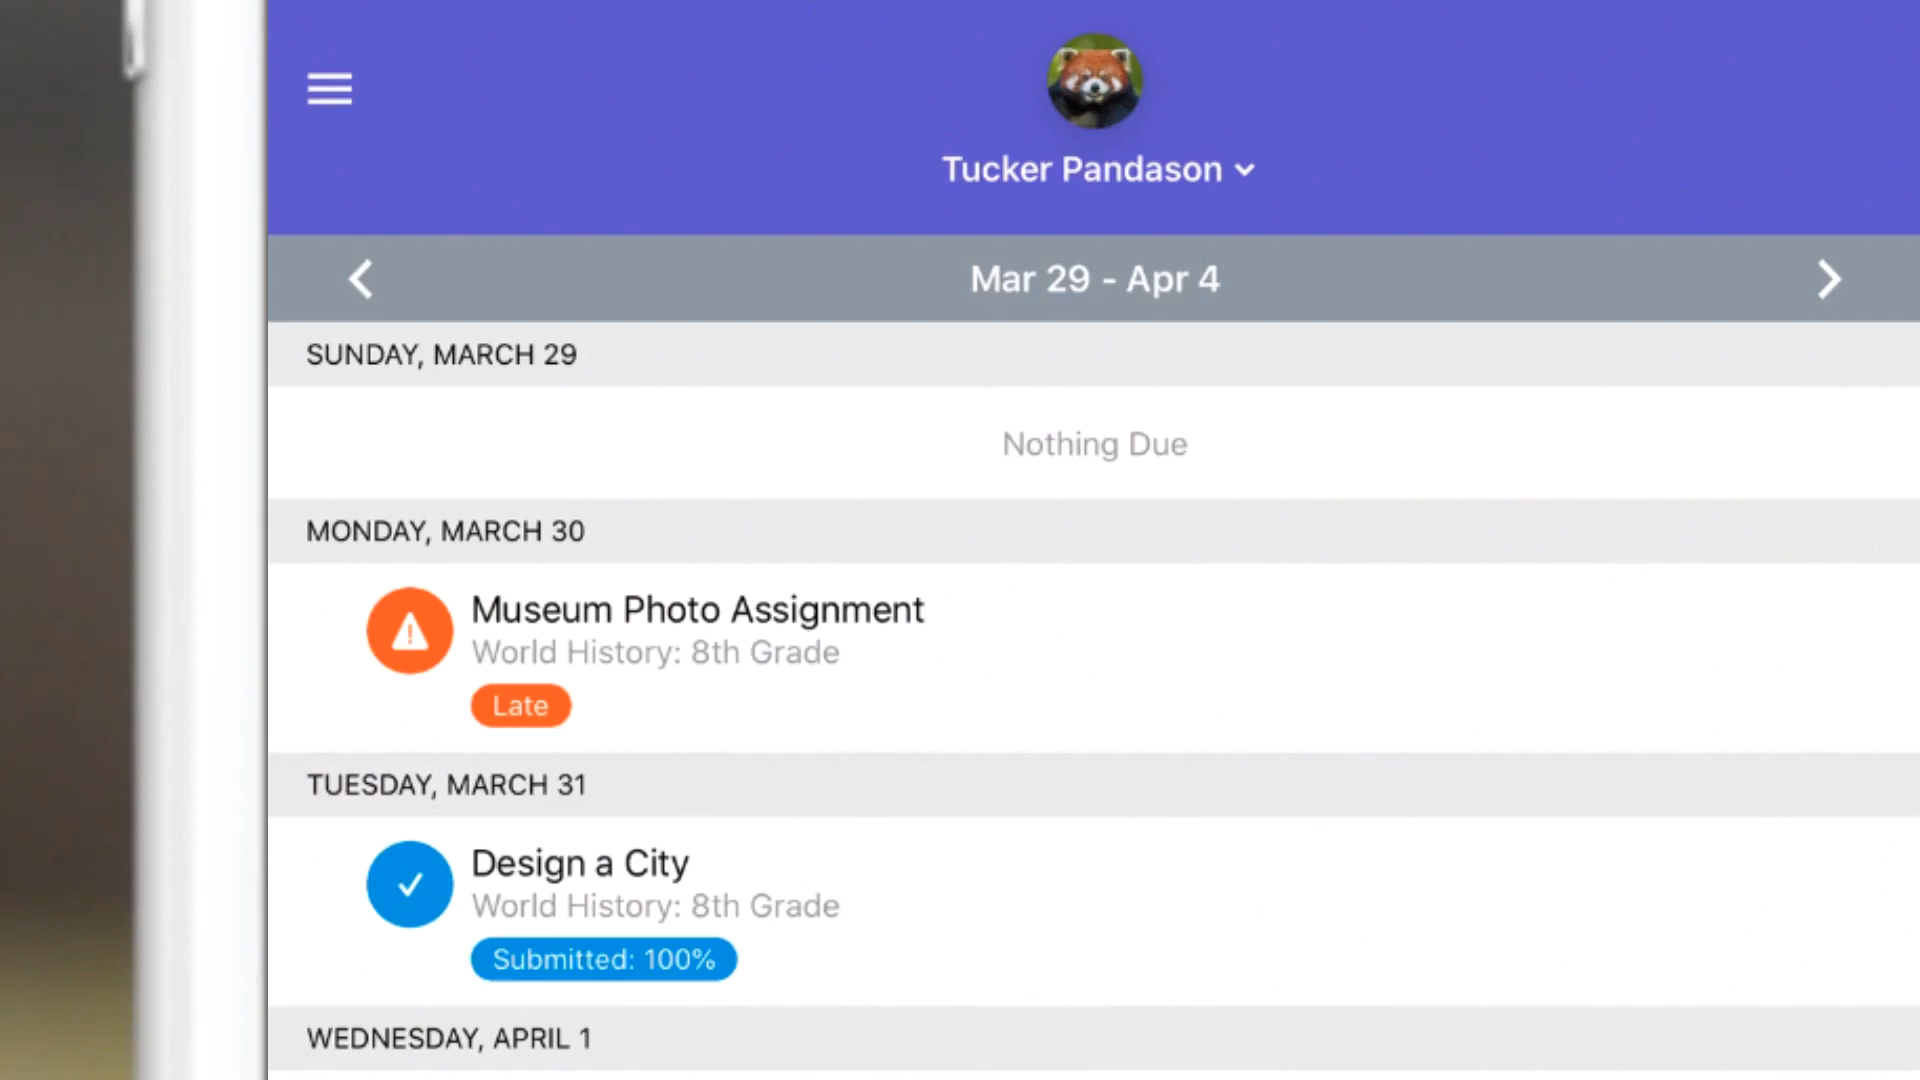 Tucker Pandason
Mar 29 - Apr 4
SUNDAY, MARCH 29
Nothing Due
MONDAY, MARCH 30
Museum Photo Assignment
World History: 8th Grade
Late
TUESDAY, MARCH 31
Design a City
World History: 8th Grade
Submitted: 100%
WEDNESDAY, APRIL 1